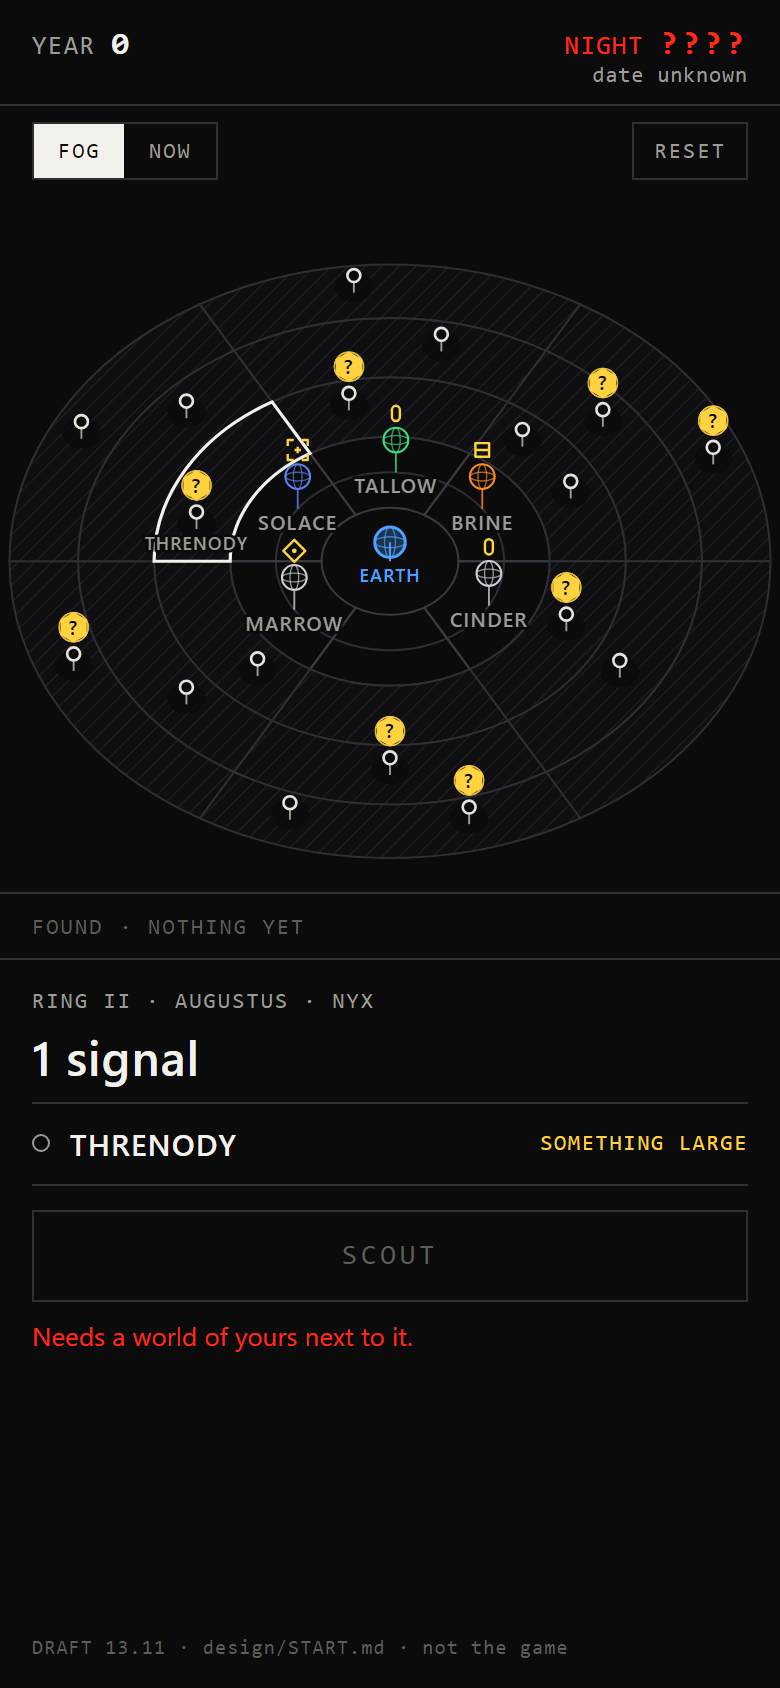 YEAR 0
NIGHT ????
date unknown
FOG NOW RESET
?
?
?
TALLOW
?
SOLACE
BRINE
THRENODY
EARTH
?
MARROW
CINDER
?
?
?
FOUND · NOTHING YET
RING II · AUGUSTUS · NYX
1 signal
THRENODY SOMETHING LARGE
SCOUT
Needs a world of yours next to it.
DRAFT 13.11 · design/START.md · not the game